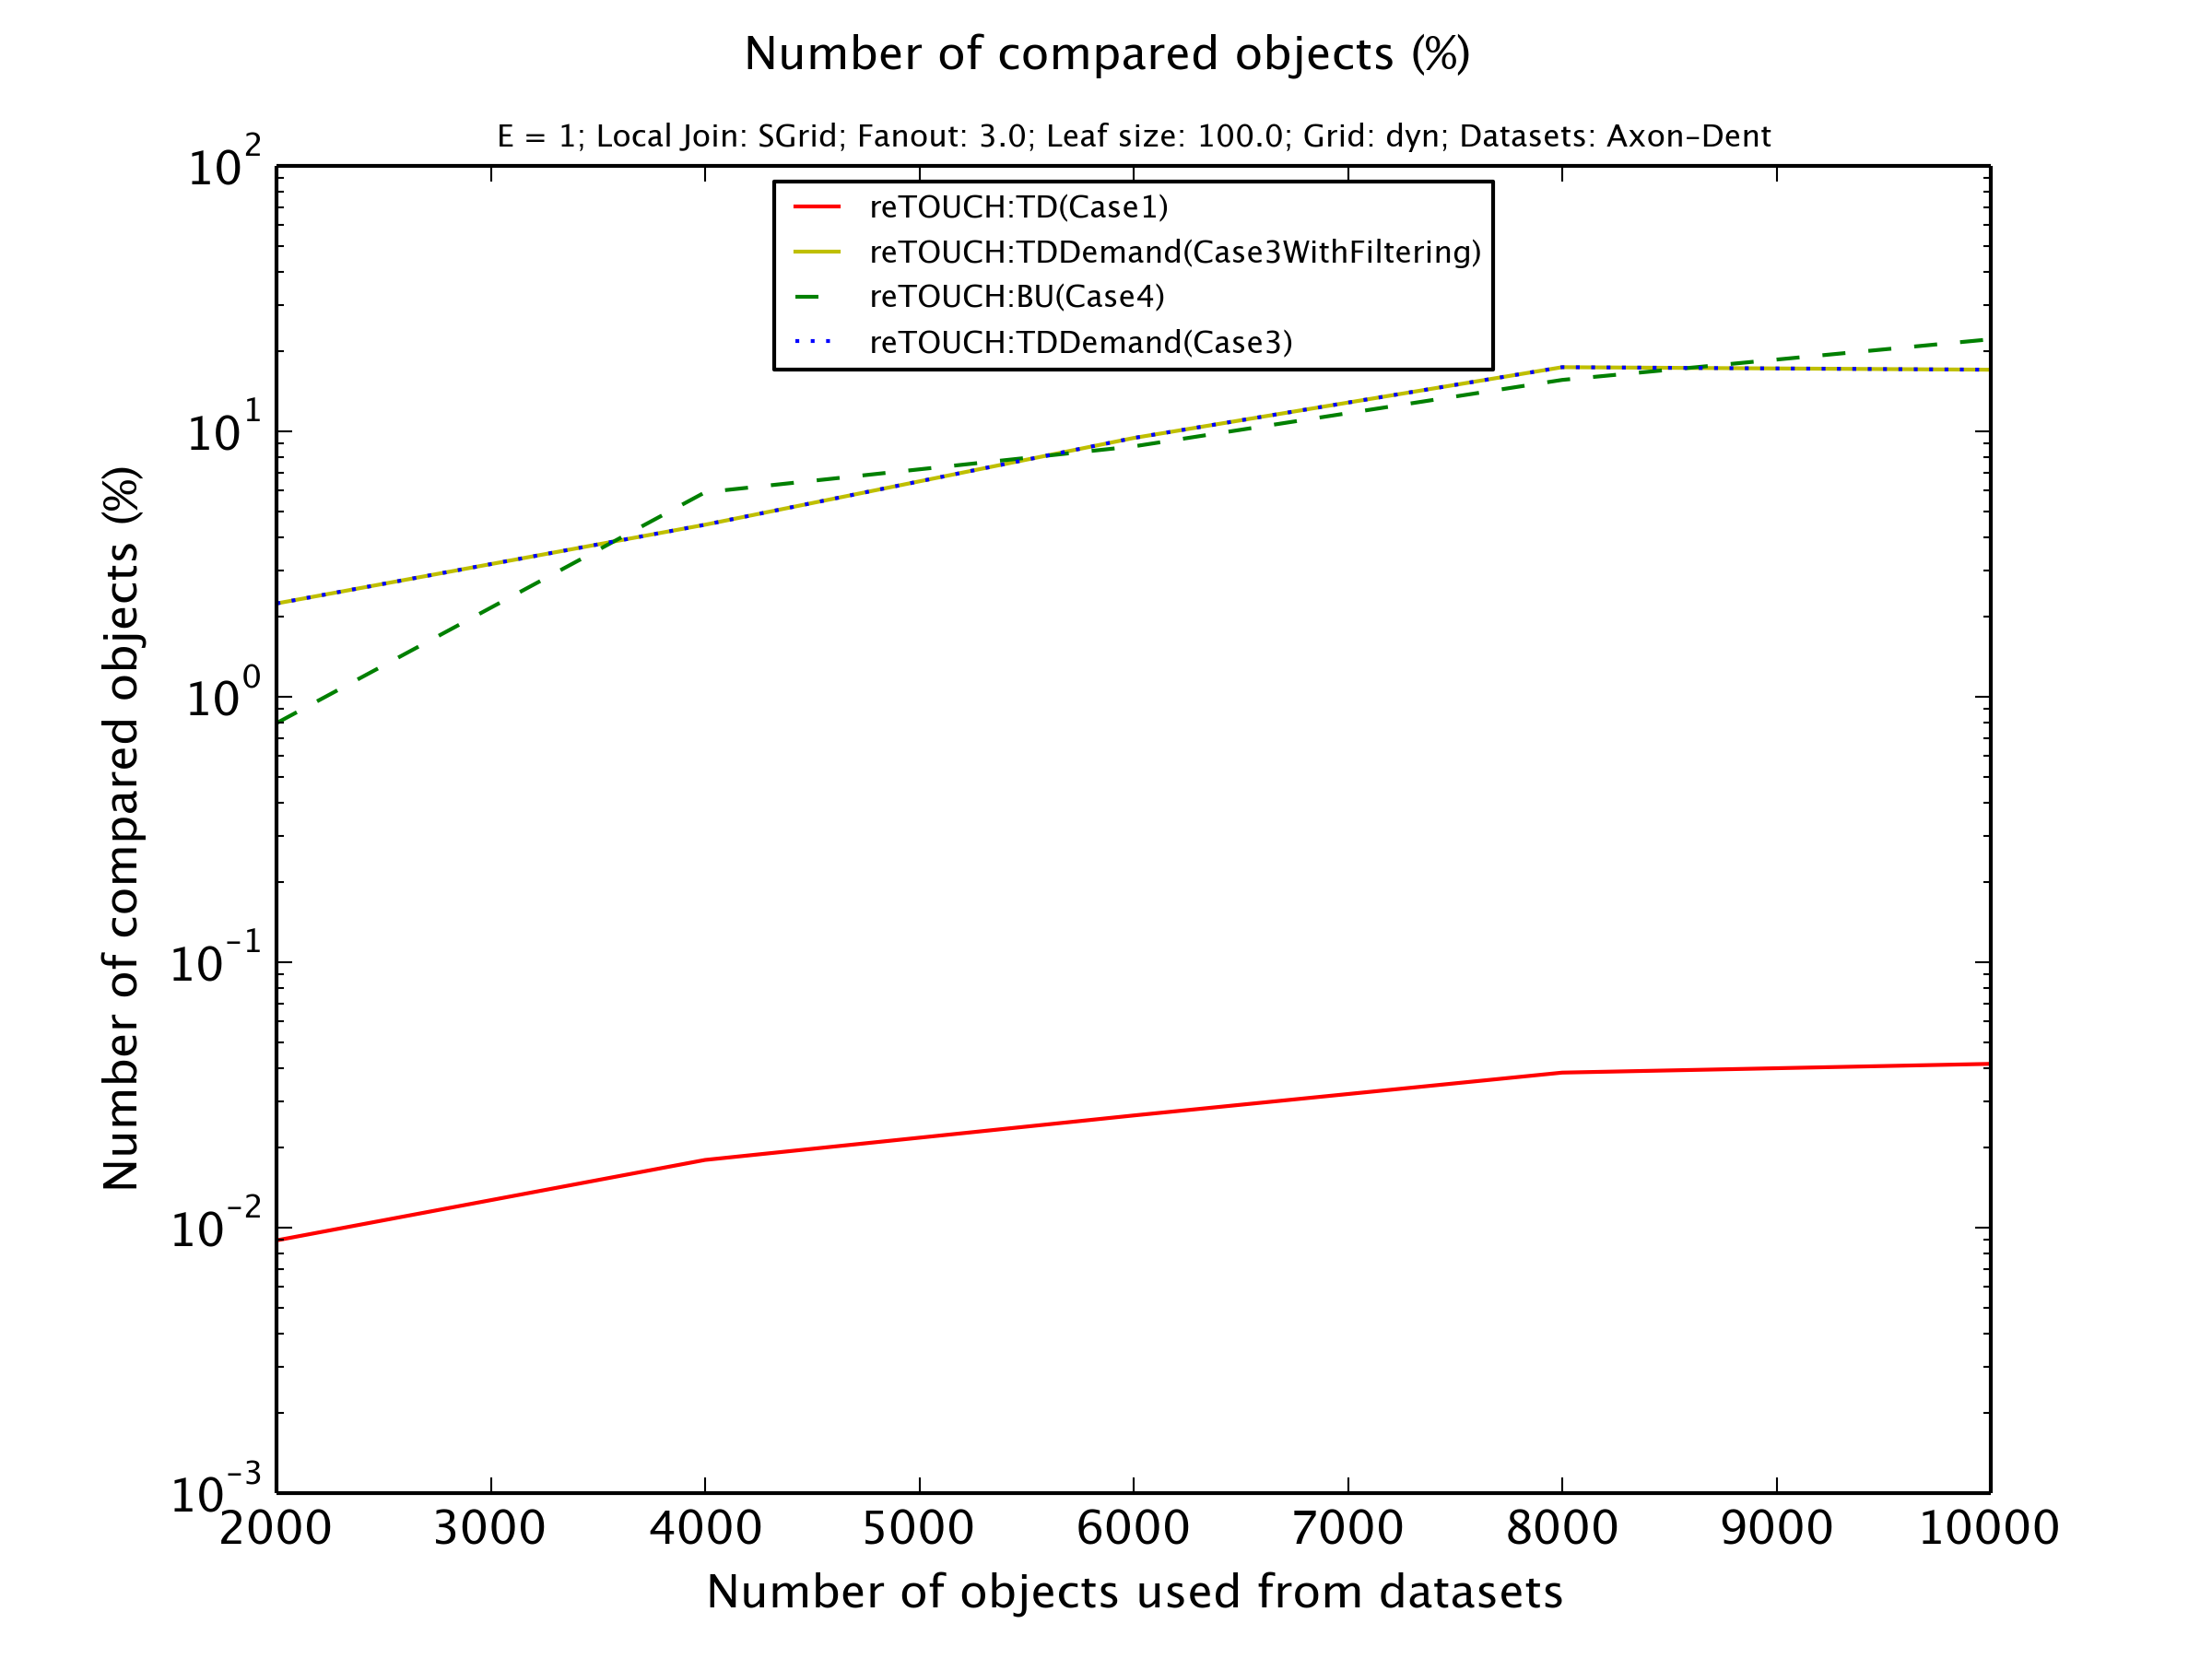 Number of compared objects (%)
E = 1; Local Join: SGrid; Fanout: 3.0; Leaf size: 100.0; Grid: dyn; Datasets: Axon-Dent
reTOUCH:TD(Case1)
reTOUCH:TDDemand(Case3WithFiltering)
reTOUCH:BU(Case4)
reTOUCH:TDDemand(Case3)
Number of compared objects (%)
10^2
10^1
10^0
10^-1
10^-2
10^-3
2000 3000 4000 5000 6000 7000 8000 9000 10000
Number of objects used from datasets